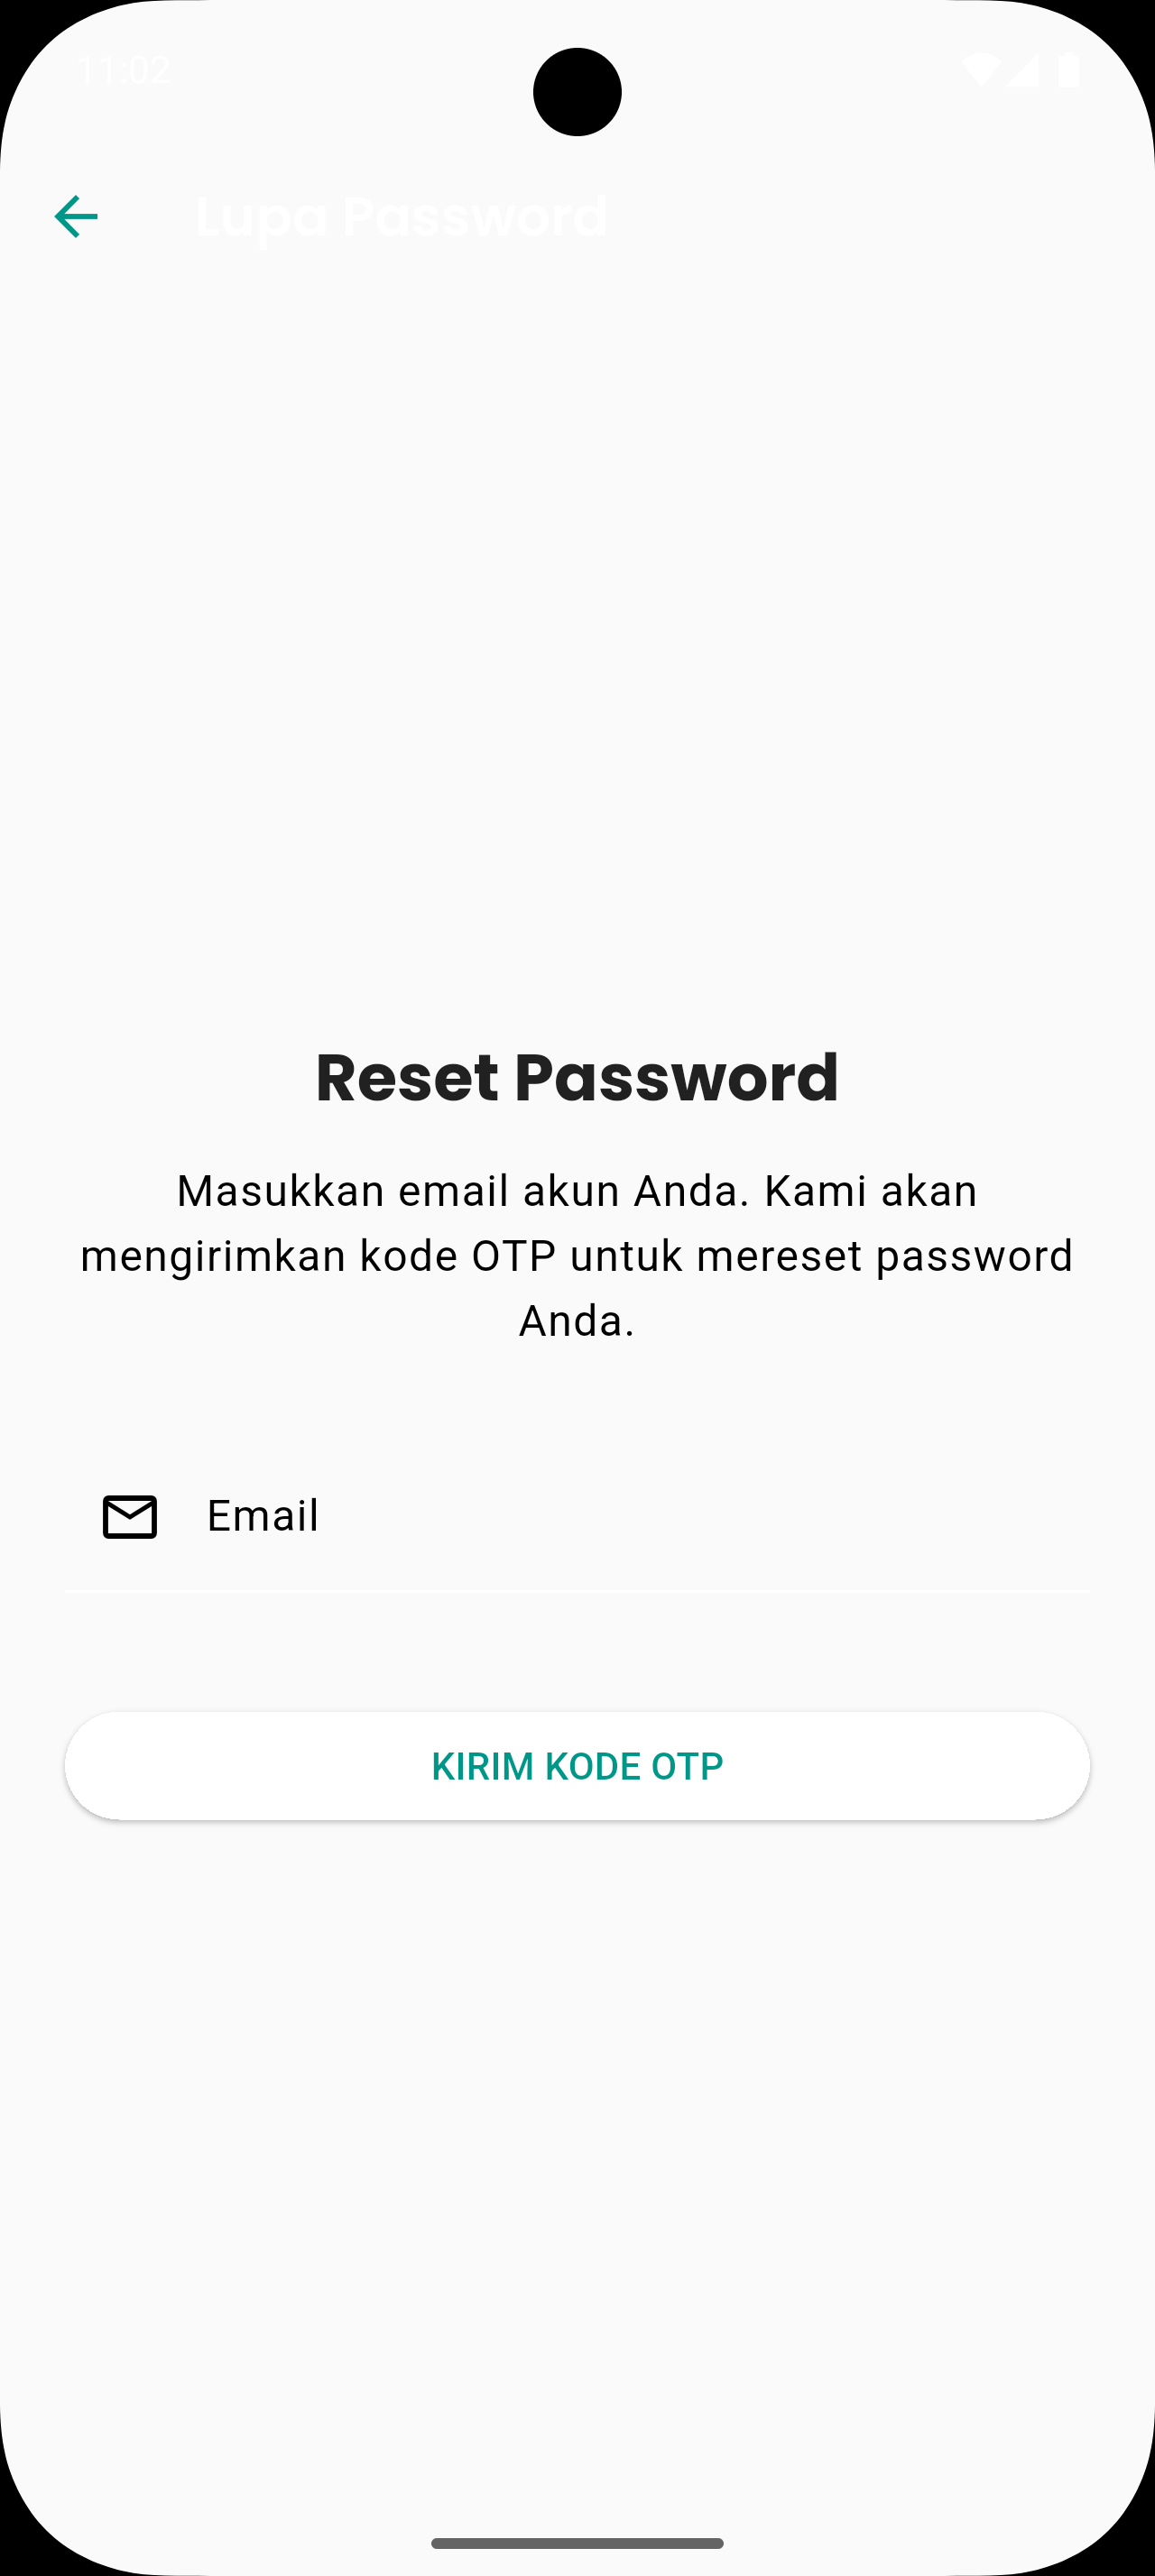 11:02
Lupa Password
Reset Password
Masukkan email akun Anda. Kami akan
mengirimkan kode OTP untuk mereset password
Anda.
Email
KIRIM KODE OTP